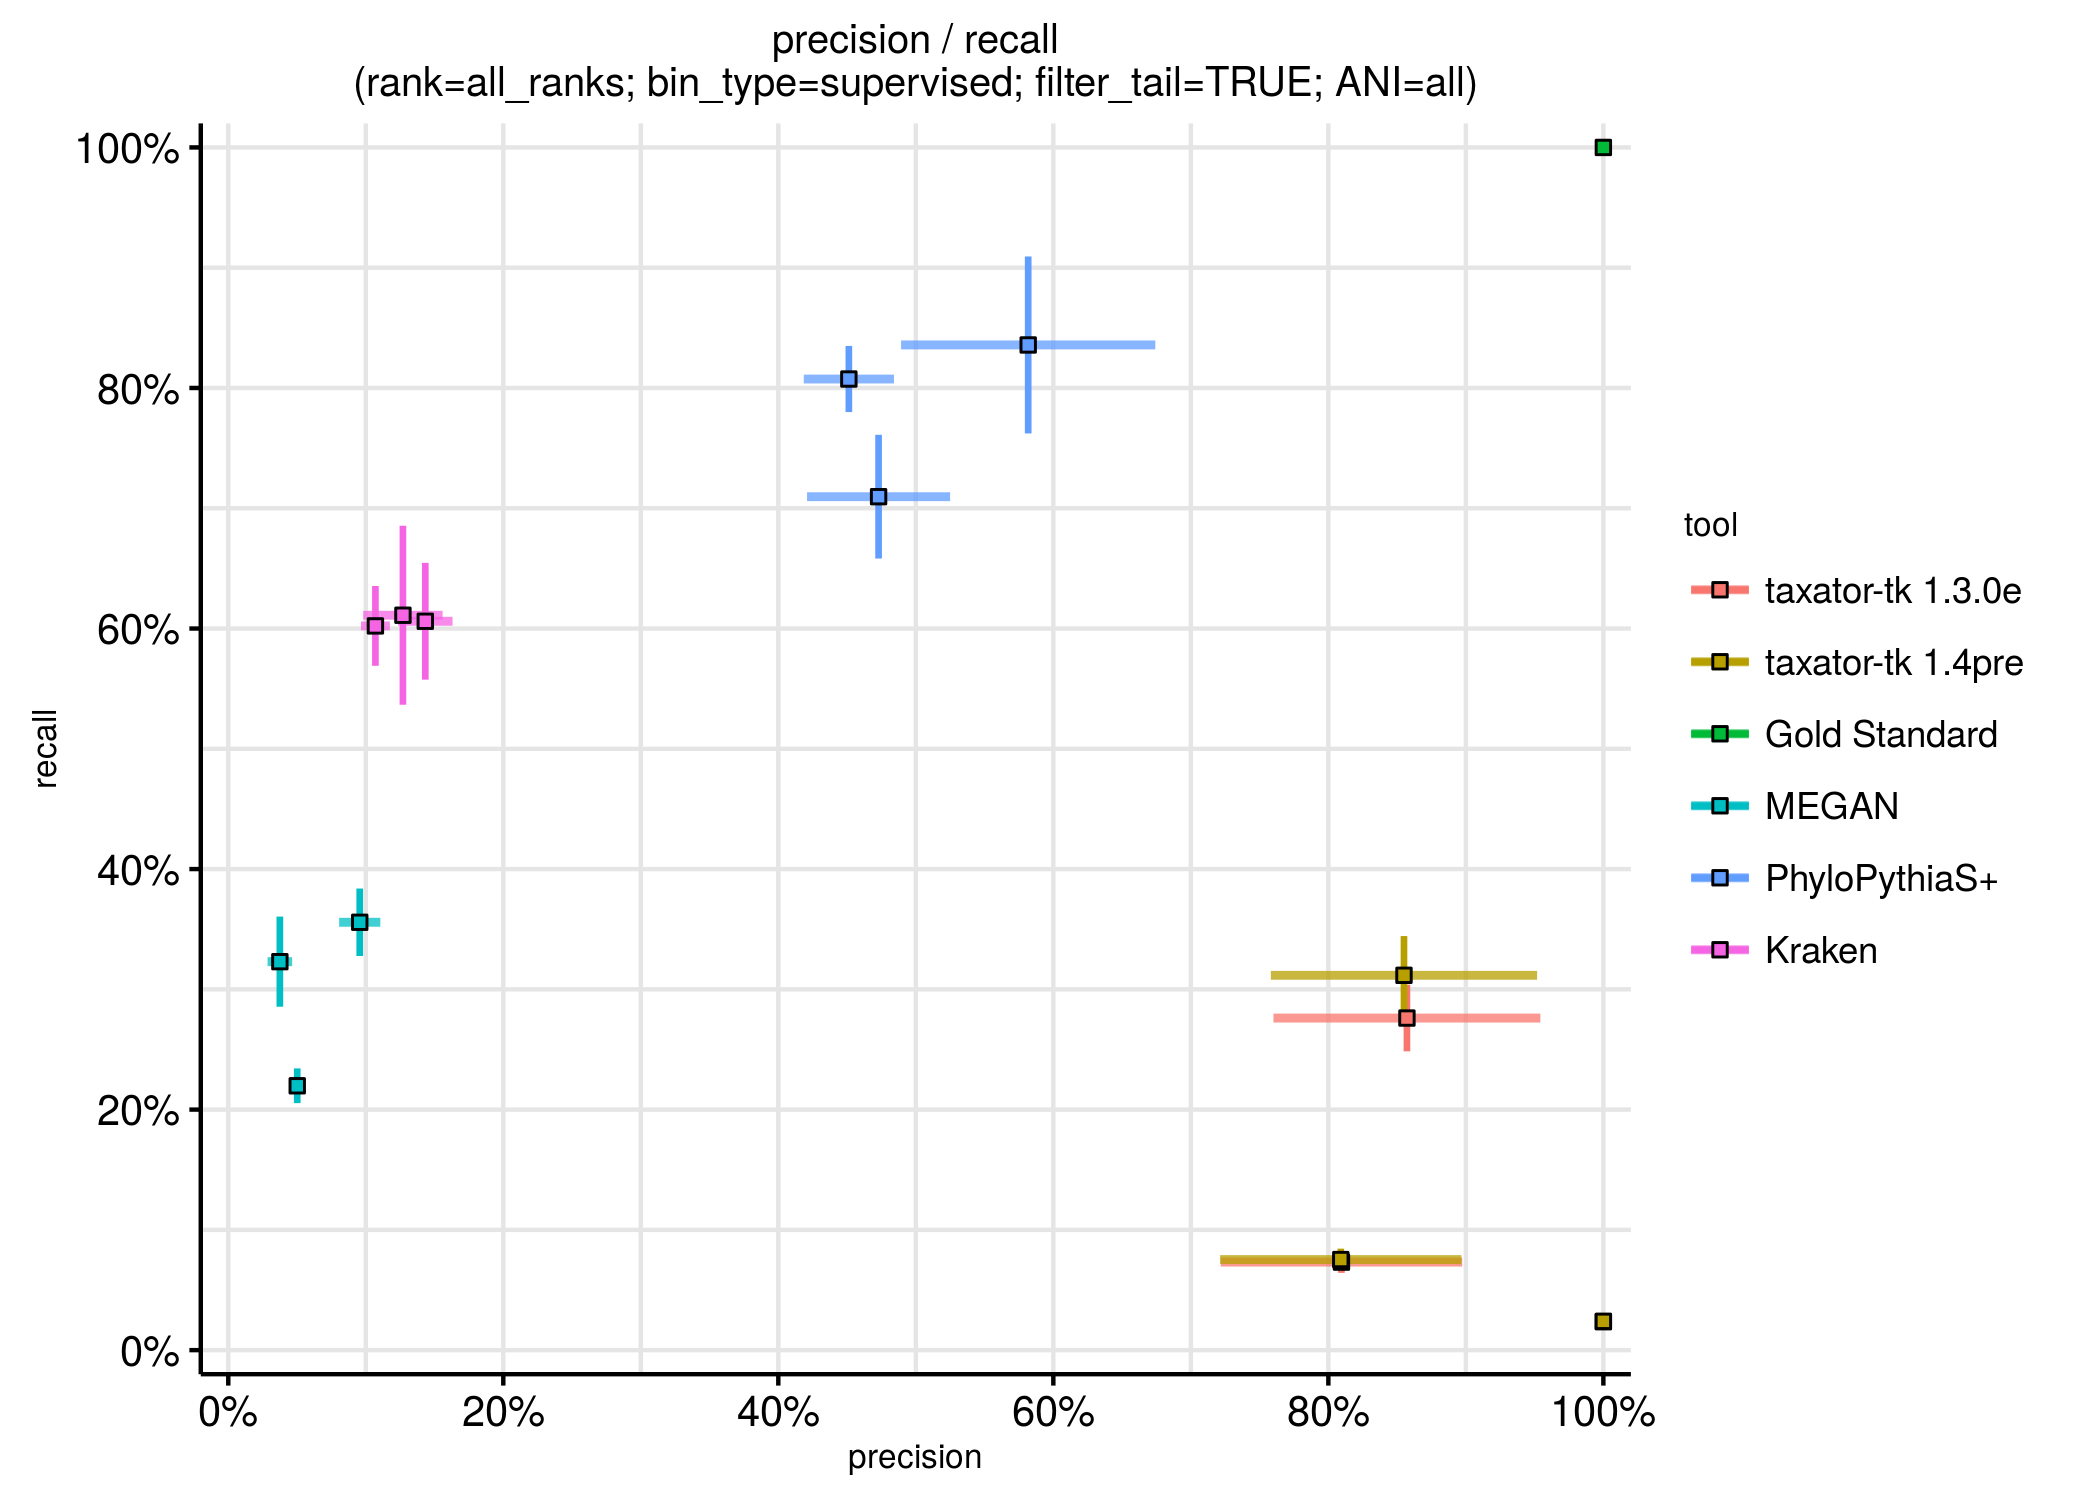 precision / recall
(rank=all_ranks; bin_type=supervised; filter_tail=TRUE; ANI=all)
100%
80%
60%
40%
20%
0%
recall
0%
20%
40%
60%
80%
100%
precision
tool
taxator-tk 1.3.0e
taxator-tk 1.4pre
Gold Standard
MEGAN
PhyloPythiaS+
Kraken